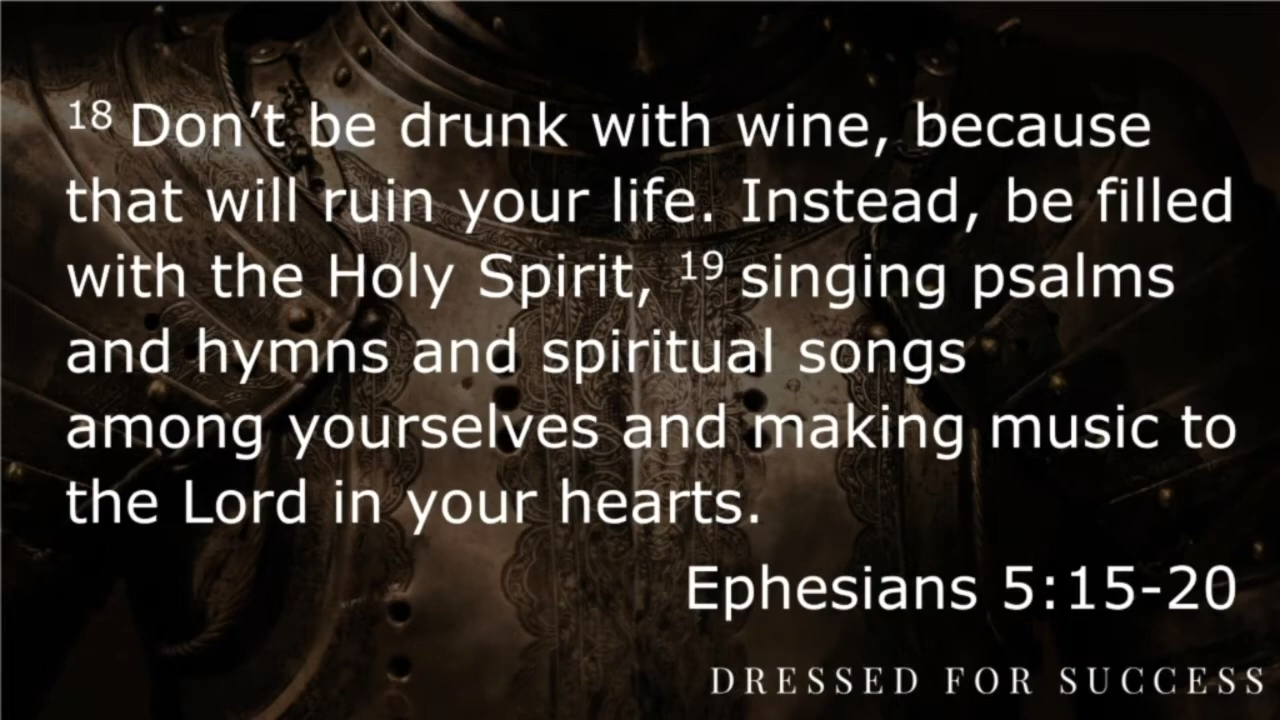 18 Don’t be drunk with wine, because
that will ruin your life. Instead, be filled
with the Holy Spirit, 19 singing psalms
and hymns and spiritual songs
among yourselves and making music to
the Lord in your hearts.
Ephesians 5:15-20
DRESSED FOR SUCCESS